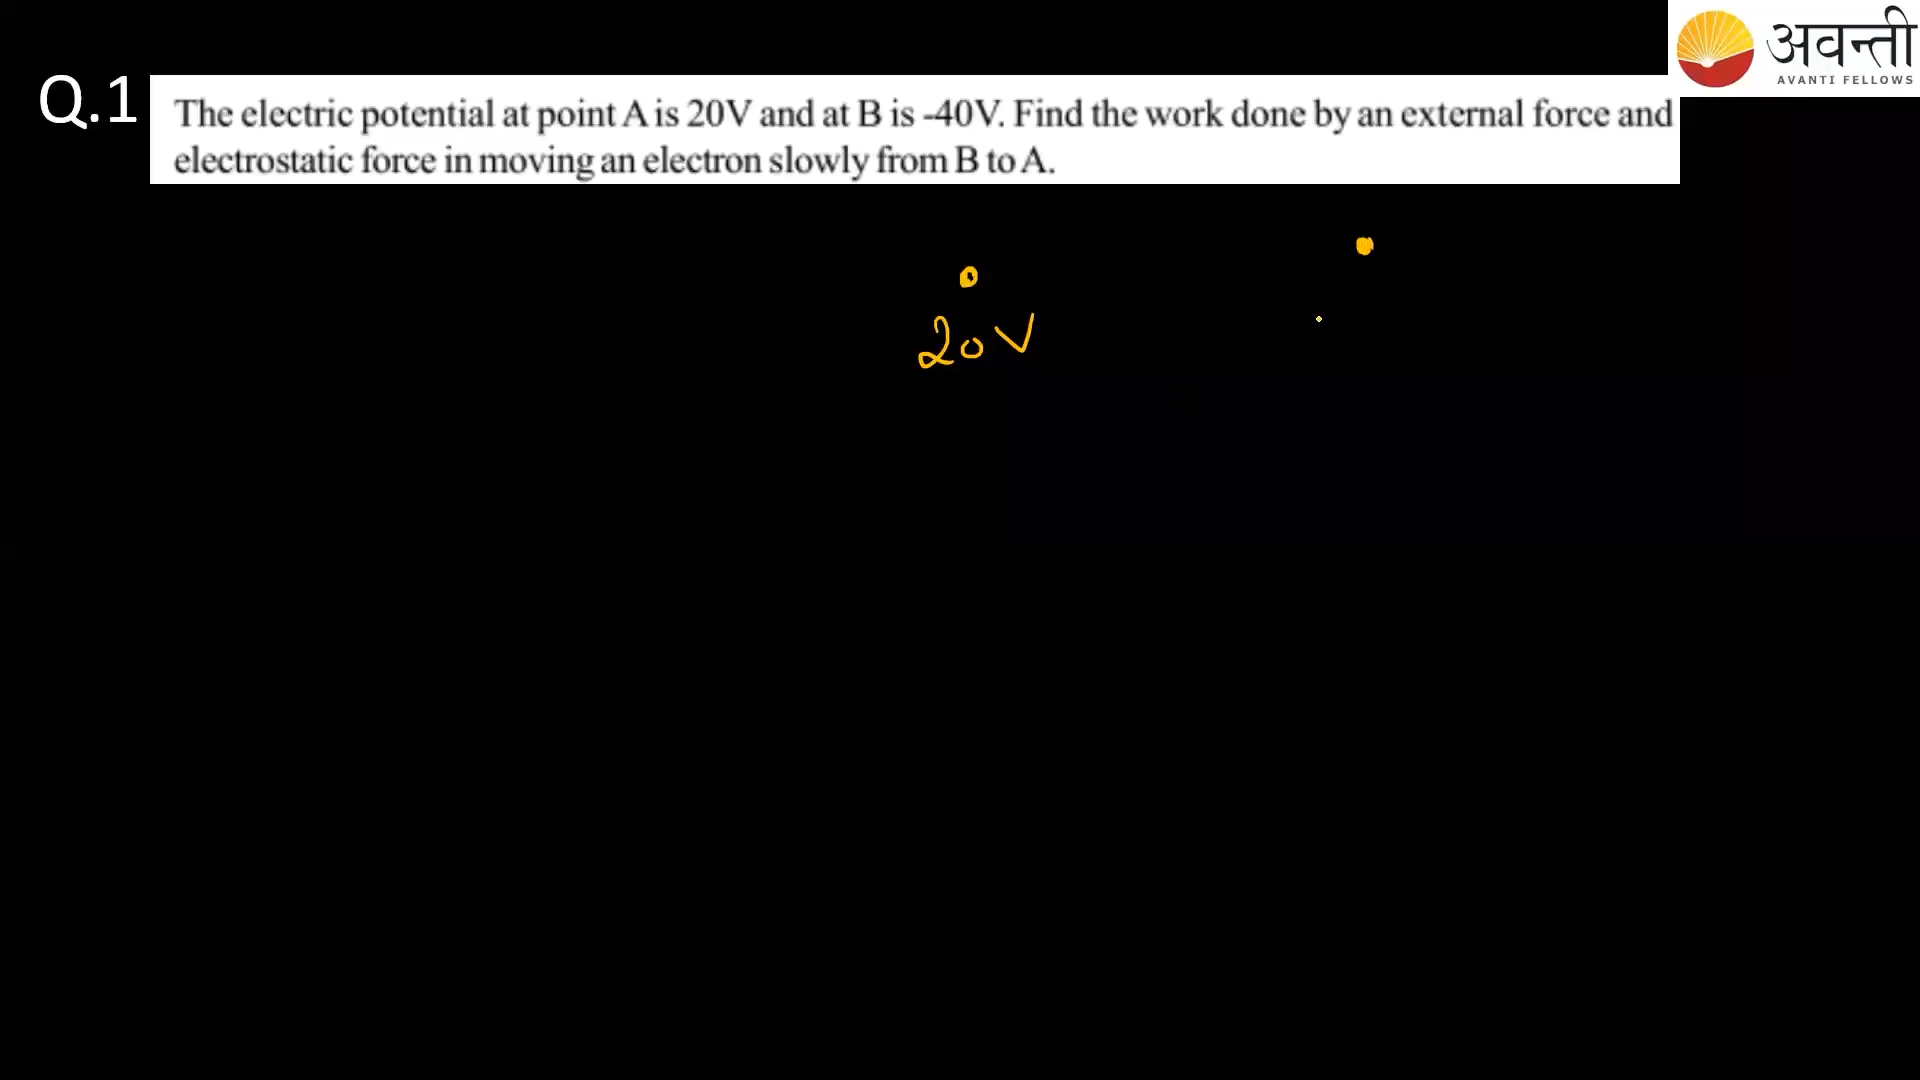 अवन्ती
AVANTI FELLOWS
Q.1
The electric potential at point A is 20V and at B is -40V. Find the work done by an external force and
electrostatic force in moving an electron slowly from B to A.
20V